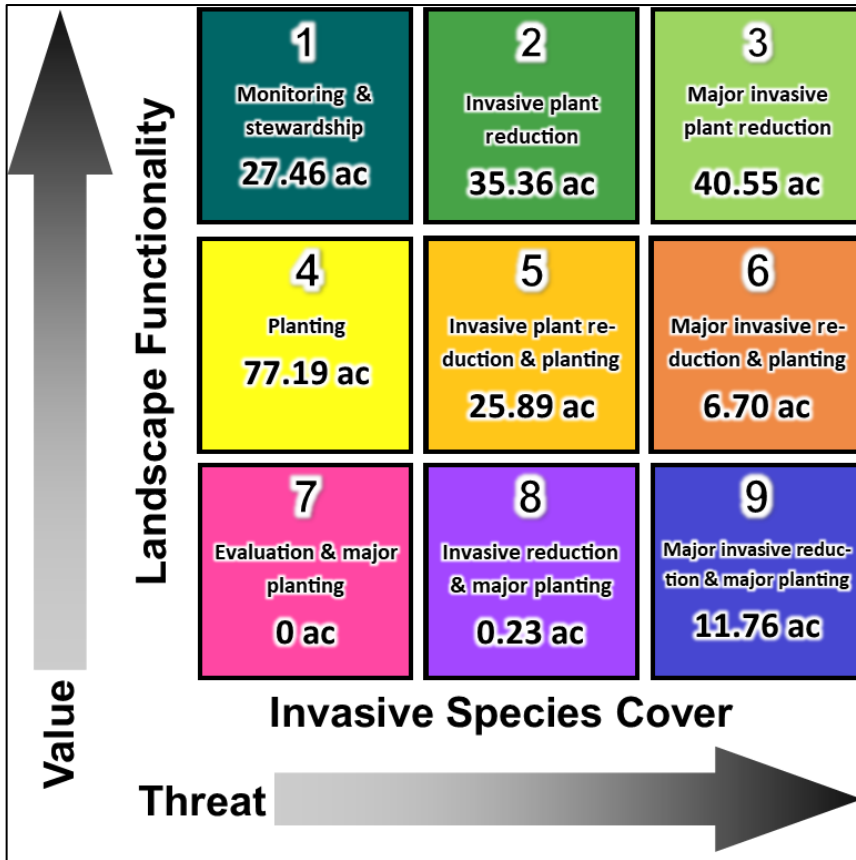 1
Monitoring &
stewardship
27.46 ac
2
Invasive plant
reduction
35.36 ac
3
Major invasive
plant reduction
40.55 ac
4
Planting
77.19 ac
5
Invasive plant re-
duction & planting
25.89 ac
6
Major invasive re-
duction & planting
6.70 ac
7
Evaluation & major
planting
0 ac
8
Invasive reduction
& major planting
0.23 ac
9
Major invasive reduc-
tion & major planting
11.76 ac
Landscape Functionality
Value
Invasive Species Cover
Threat